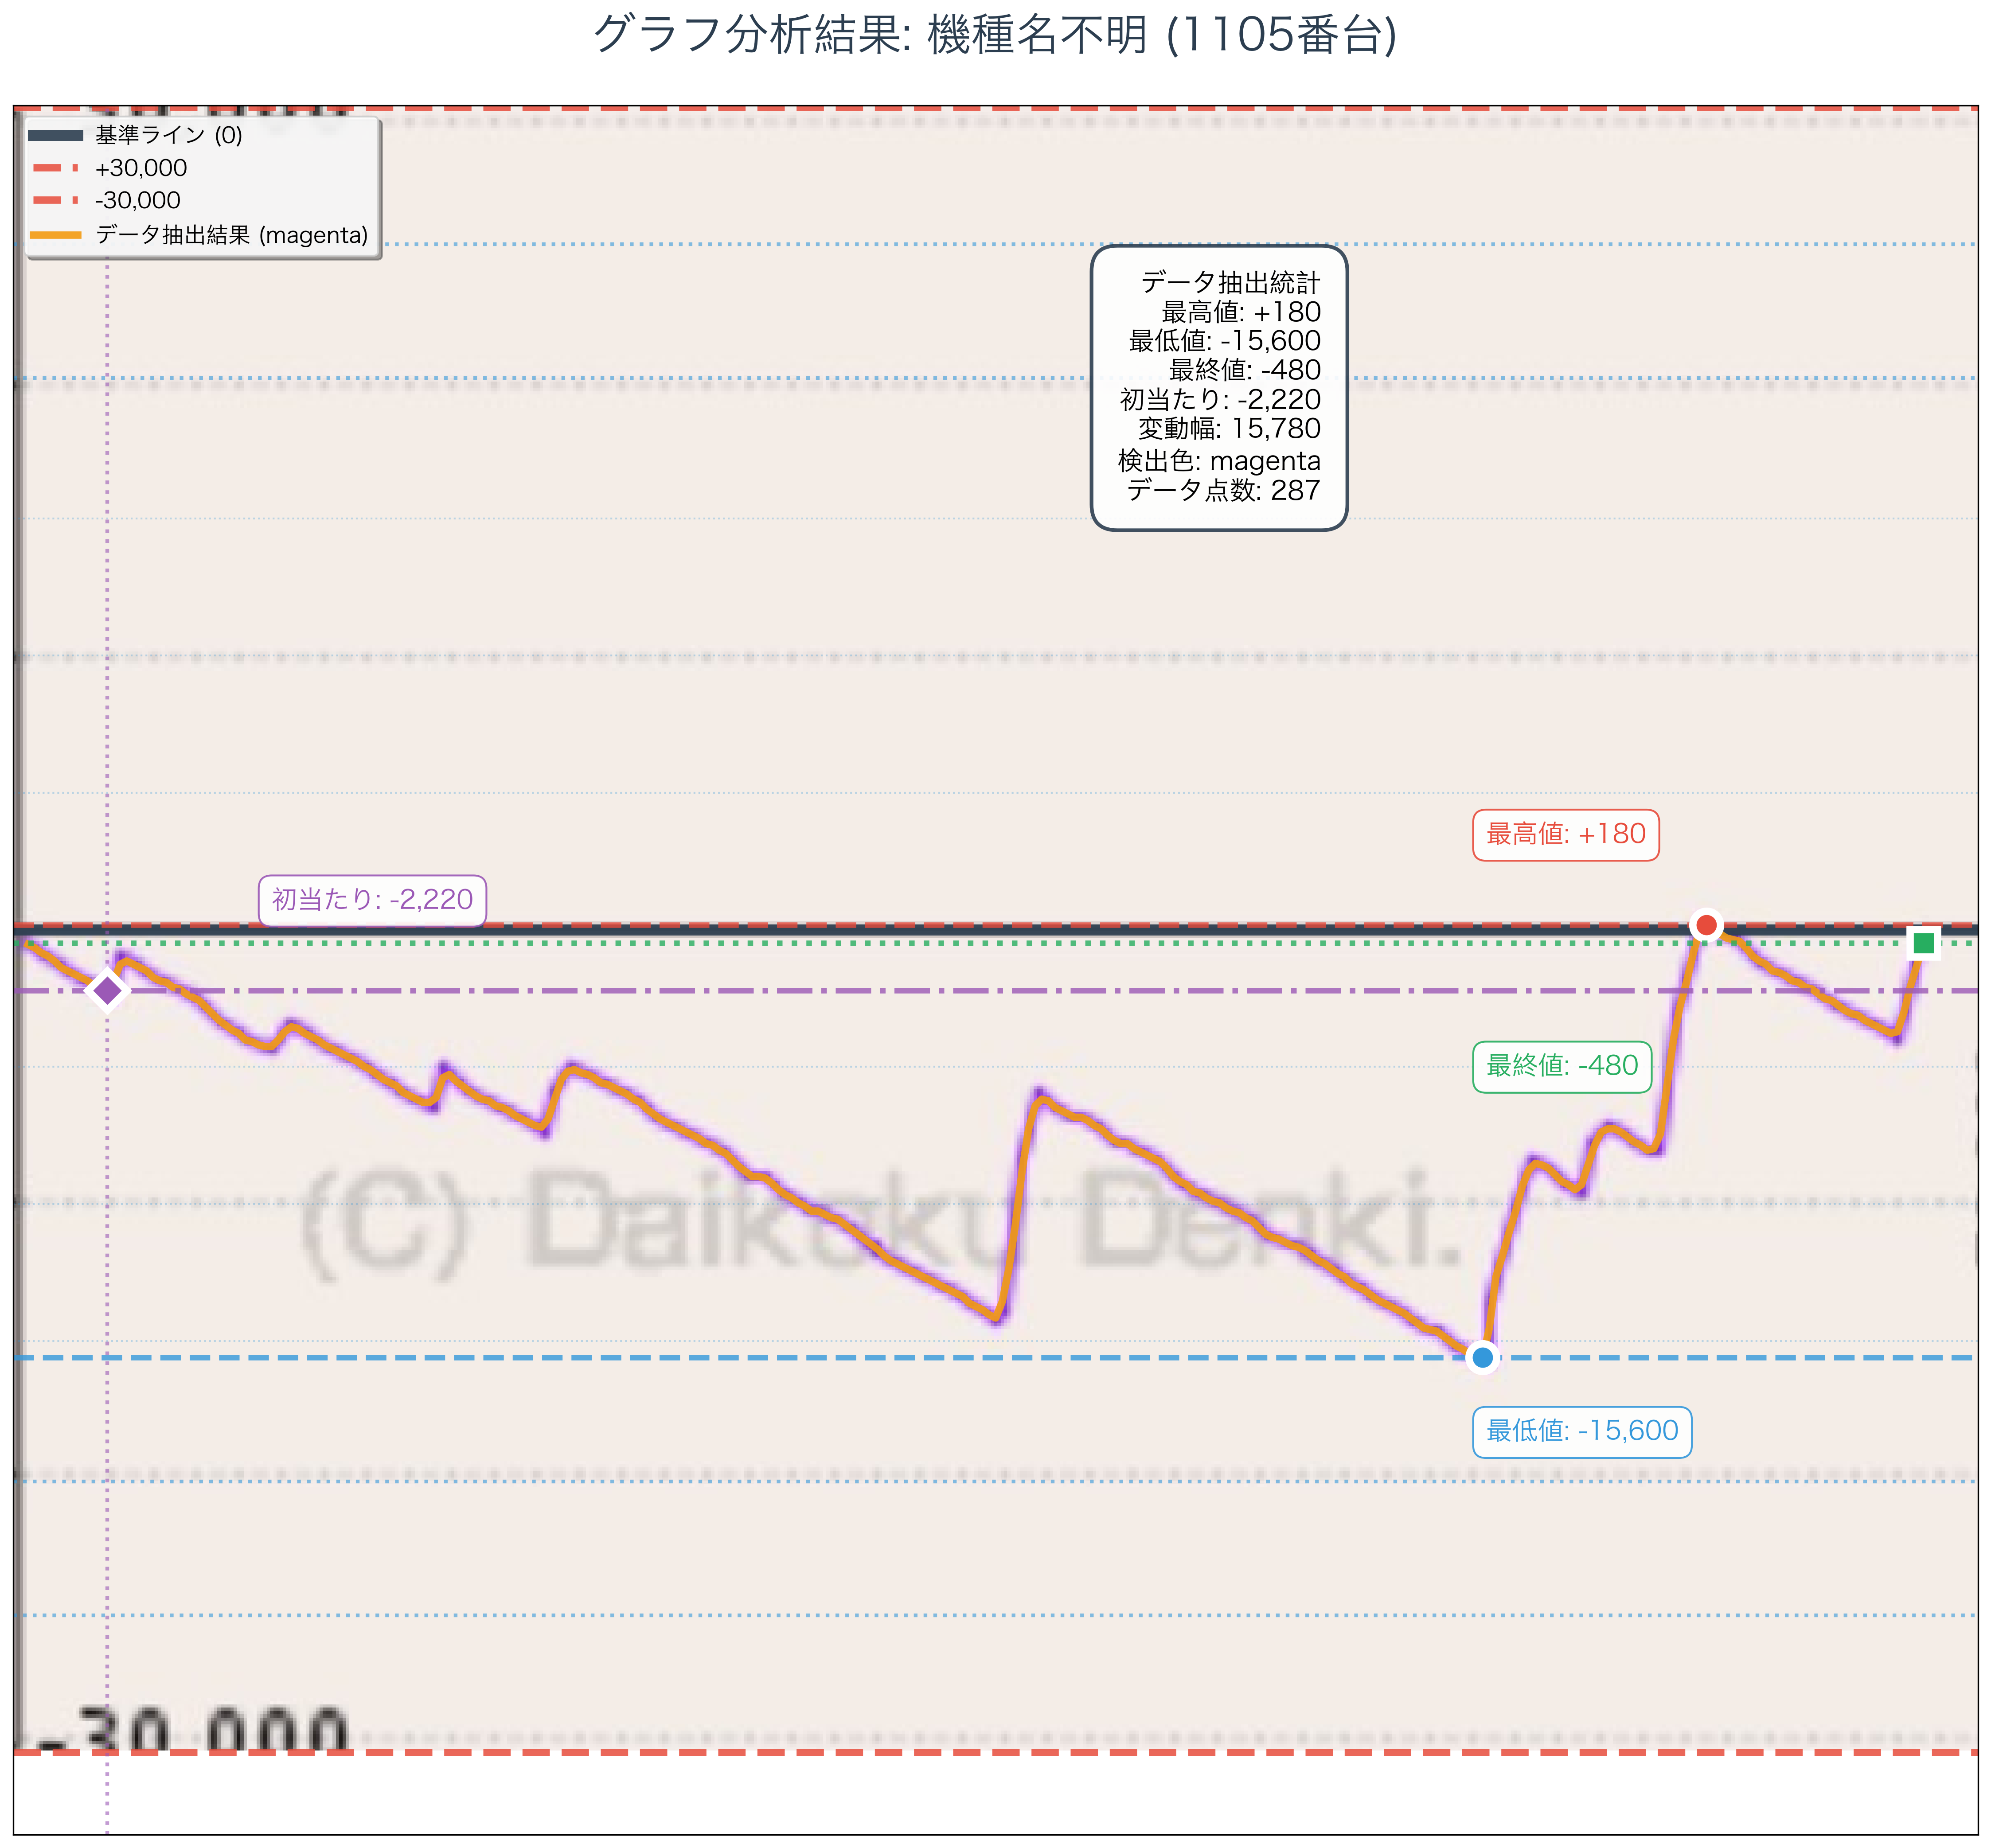 グラフ分析結果: 機種名不明 (1105番台)
基準ライン (0)
+30,000
-30,000
データ抽出結果 (magenta)
データ抽出統計
最高値: +180
最低値: -15,600
最終値: -480
初当たり: -2,220
変動幅: 15,780
検出色: magenta
データ点数: 287
最高値: +180
初当たり: -2,220
最終値: -480
(C) Daikoku Denki.
最低値: -15,600
-30,000